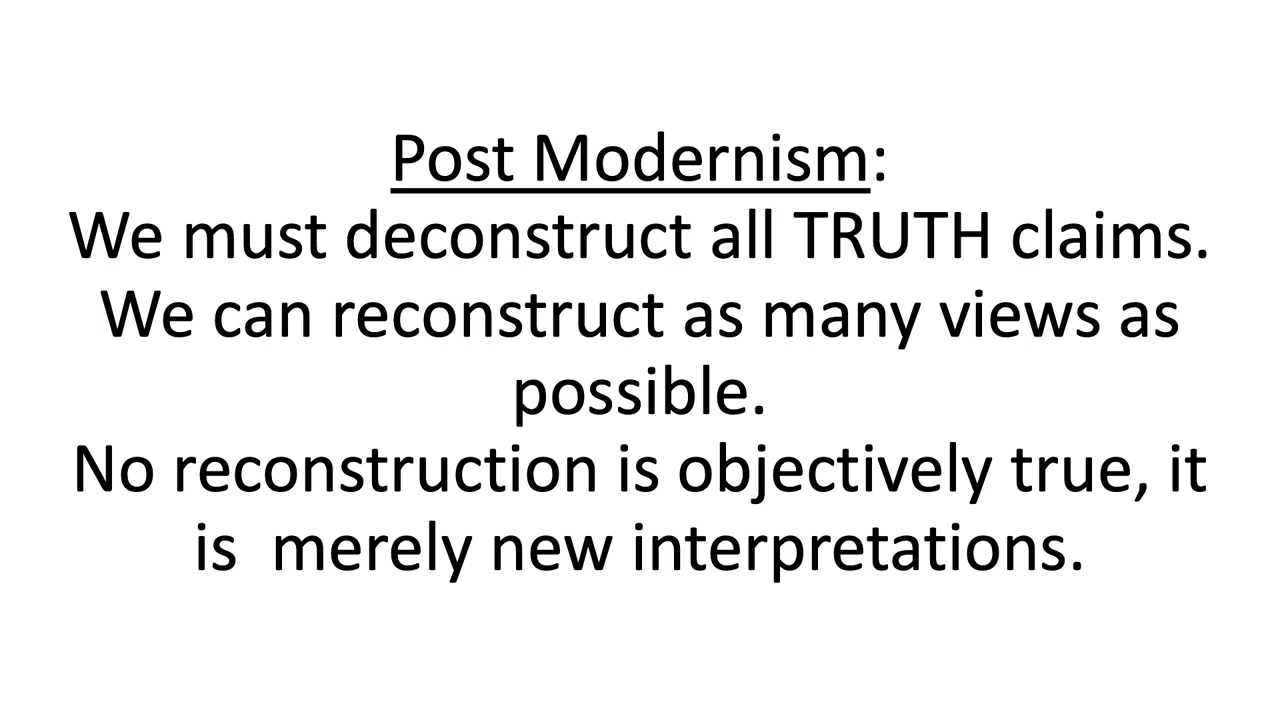 Post Modernism:
We must deconstruct all TRUTH claims.
We can reconstruct as many views as
possible.
No reconstruction is objectively true, it
is  merely new interpretations.